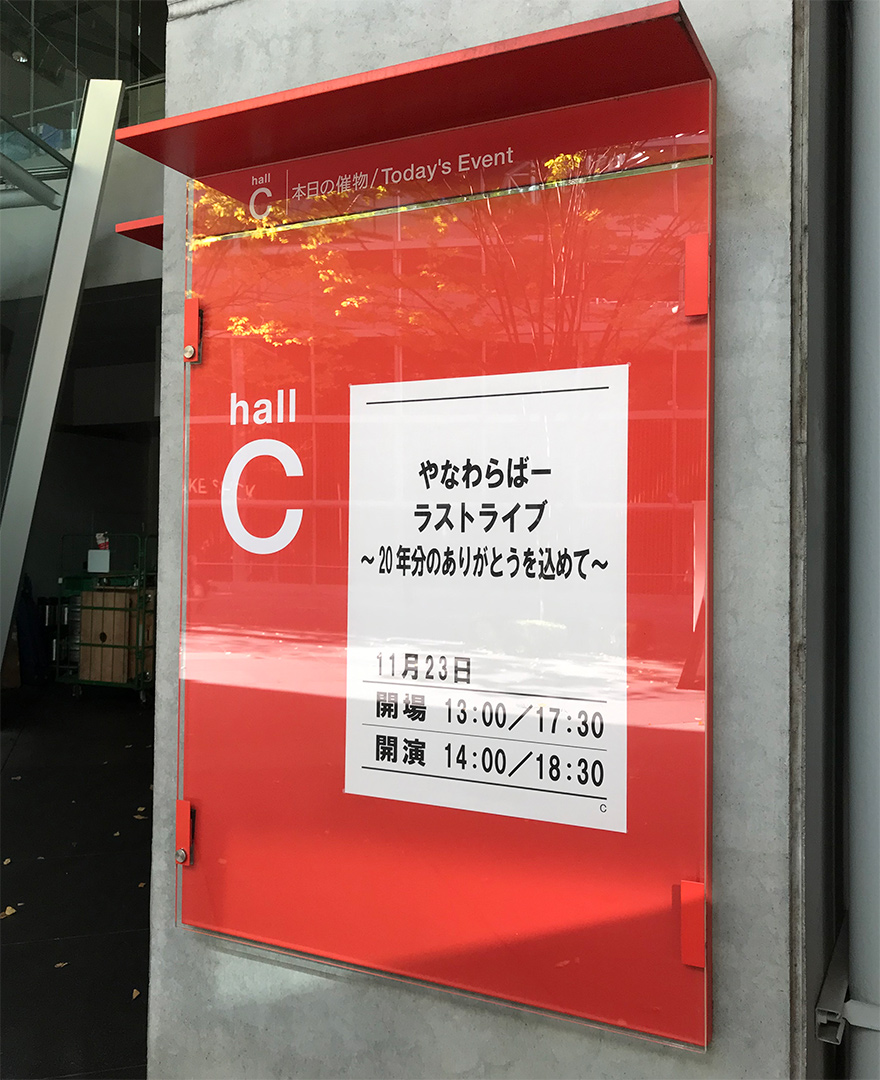 hall
C
本日の催物/Today's Event
hall
C
やなわらばー
ラストライブ
～20年分のありがとうを込めて～
11月23日
開場 13:00／17:30
開演 14:00／18:30
C